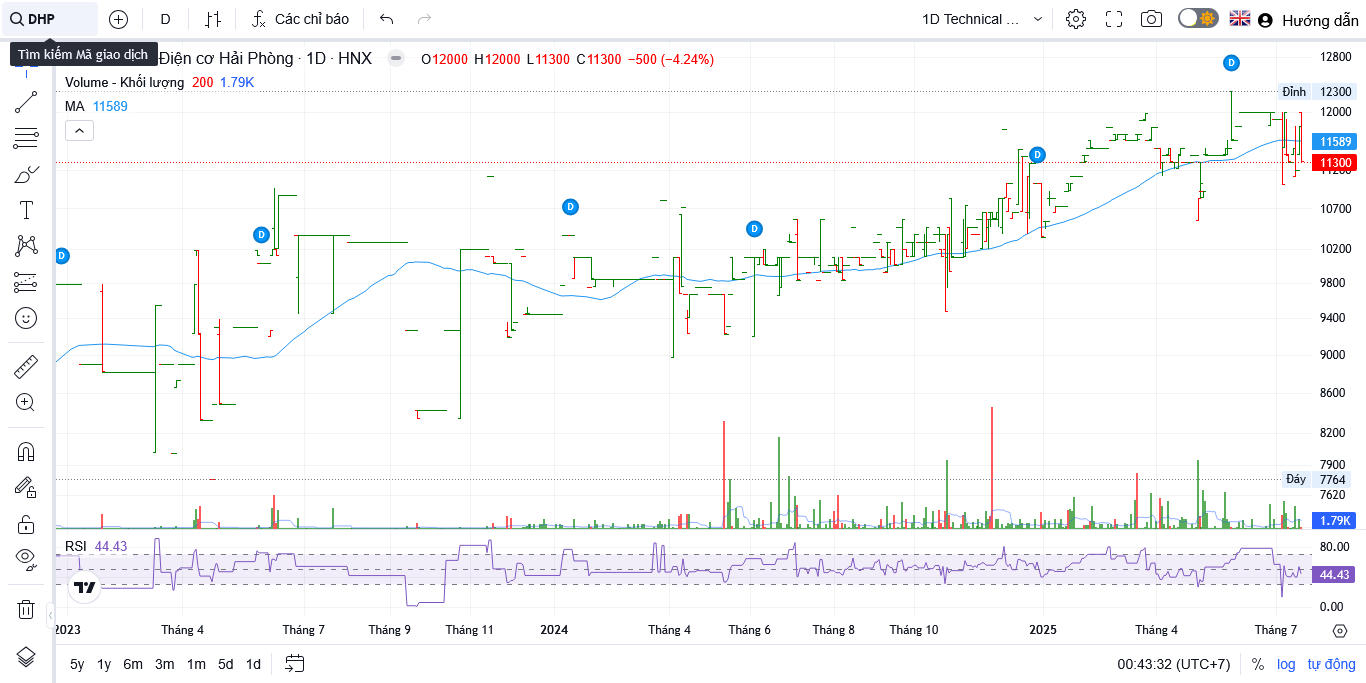 DHP D Các chỉ báo 1D Technical ... Hướng dẫn
Tìm kiếm Mã giao dịch
Điện cơ Hải Phòng · 1D · HNX O12000 H12000 L11300 C11300 −500 (−4.24%)
Volume - Khối lượng 200 1.79K
MA 11589
D
D
D
D
D
D
12800
Đỉnh 12300
12000
11589
11300
11200
10700
10200
9800
9400
9000
8600
8200
7900
Đáy 7764
7620
1.79K
RSI 44.43
80.00
44.43
0.00
2023 Tháng 4 Tháng 7 Tháng 9 Tháng 11 2024 Tháng 4 Tháng 6 Tháng 8 Tháng 10 2025 Tháng 4 Tháng 7
5y 1y 6m 3m 1m 5d 1d 00:43:32 (UTC+7) % log tự động